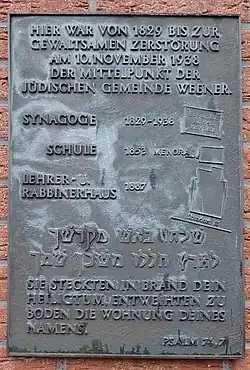 HIER WAR VON 1829 BIS ZUR
GEWALTSAMEN ZERSTÖRUNG
AM 10. NOVEMBER 1938
DER MITTELPUNKT DER
JÜDISCHEN GEMEINDE WEENER.
SYNAGOGE 1829-1938
SCHULE 1853 MENORA
LEHRER- U.
RABBINERHAUS 1887
שלחו באש מקדשך
לארץ חללו משכן שמך
SIE STECKTEN IN BRAND DEIN
HEILIGTUM, ENTWEIHTEN ZU
BODEN DIE WOHNUNG DEINES
NAMENS.
PSALM 74,7